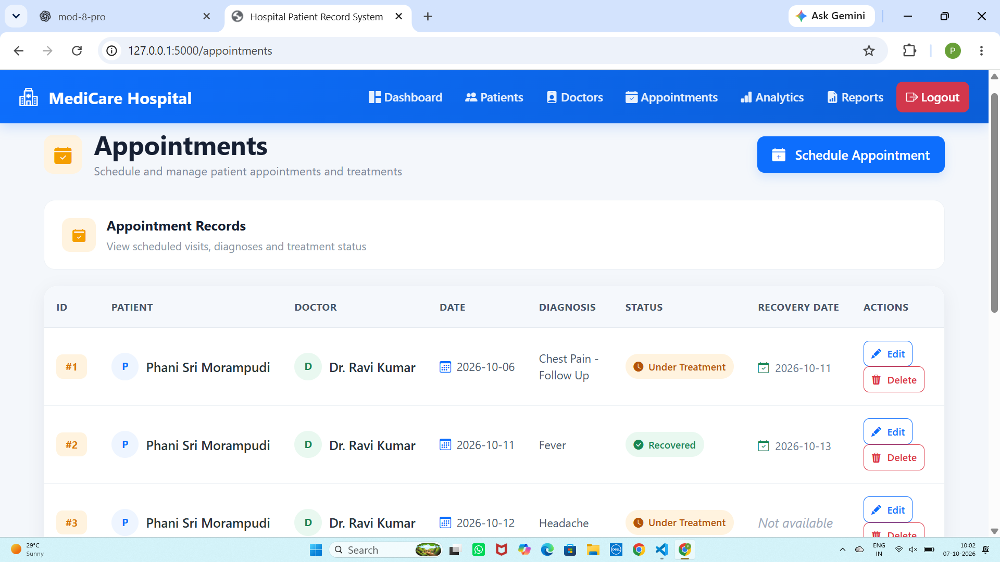 mod-8-pro
Hospital Patient Record System
Ask Gemini
127.0.0.1:5000/appointments
P
MediCare Hospital
Dashboard
Patients
Doctors
Appointments
Analytics
Reports
Logout
Appointments
Schedule and manage patient appointments and treatments
Schedule Appointment
Appointment Records
View scheduled visits, diagnoses and treatment status
ID PATIENT DOCTOR DATE DIAGNOSIS STATUS RECOVERY DATE ACTIONS
#1 P Phani Sri Morampudi D Dr. Ravi Kumar 2026-10-06 Chest Pain - Under Treatment 2026-10-11 Edit
Follow Up Delete
#2 P Phani Sri Morampudi D Dr. Ravi Kumar 2026-10-11 Fever Recovered 2026-10-13 Edit
Delete
#3 P Phani Sri Morampudi D Dr. Ravi Kumar 2026-10-12 Headache Under Treatment Not available Edit
Delete
29°C
Sunny
Search
DELL
ENG
IN
10:02
07-10-2026